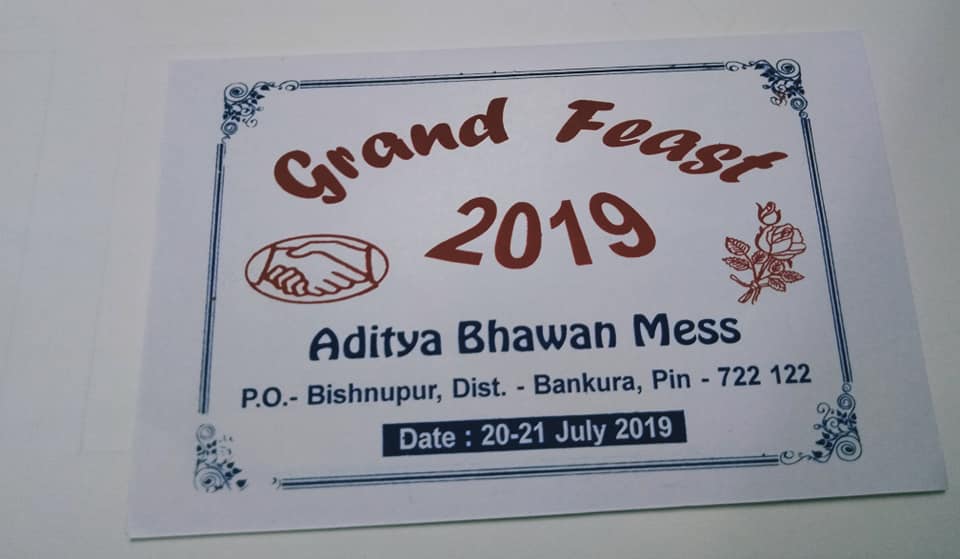 Grand Feast
2019
Aditya Bhawan Mess
P.O.- Bishnupur, Dist. - Bankura, Pin - 722 122
Date : 20-21 July 2019